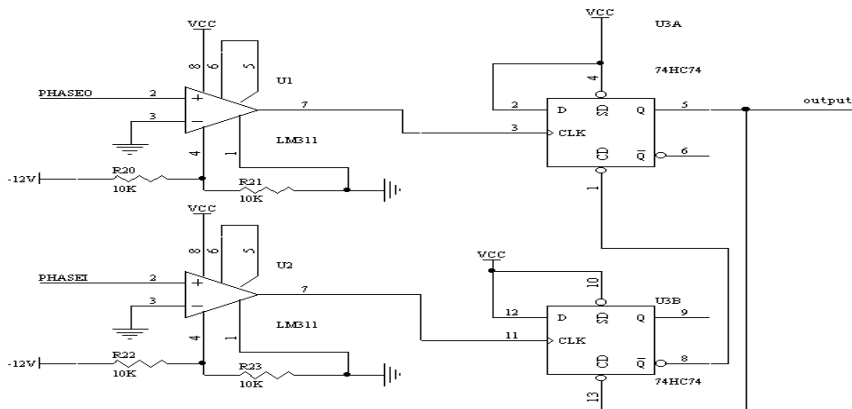 VCC
8
6
5
U1
PHASE0
2
+
3
-
7
LM311
4
1
-12V
R20
10K
R21
10K
VCC
U3A
74HC74
4
2
D
SD
Q
5
output
3
CLK
CD
Q
6
1
VCC
8
6
5
U2
PHASEI
2
+
3
-
7
LM311
4
1
-12V
R22
10K
R23
10K
VCC
10
U3B
12
D
SD
Q
9
11
CLK
CD
Q
8
74HC74
13